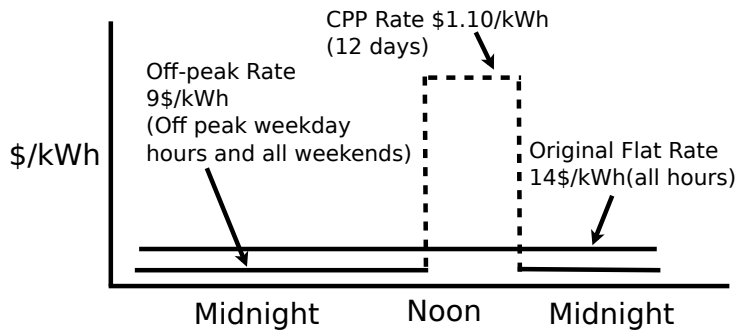 CPP Rate $1.10/kWh
(12 days)
Off-peak Rate
9$/kWh
(Off peak weekday
hours and all weekends)
$/kWh
Original Flat Rate
14$/kWh(all hours)
Midnight
Noon
Midnight